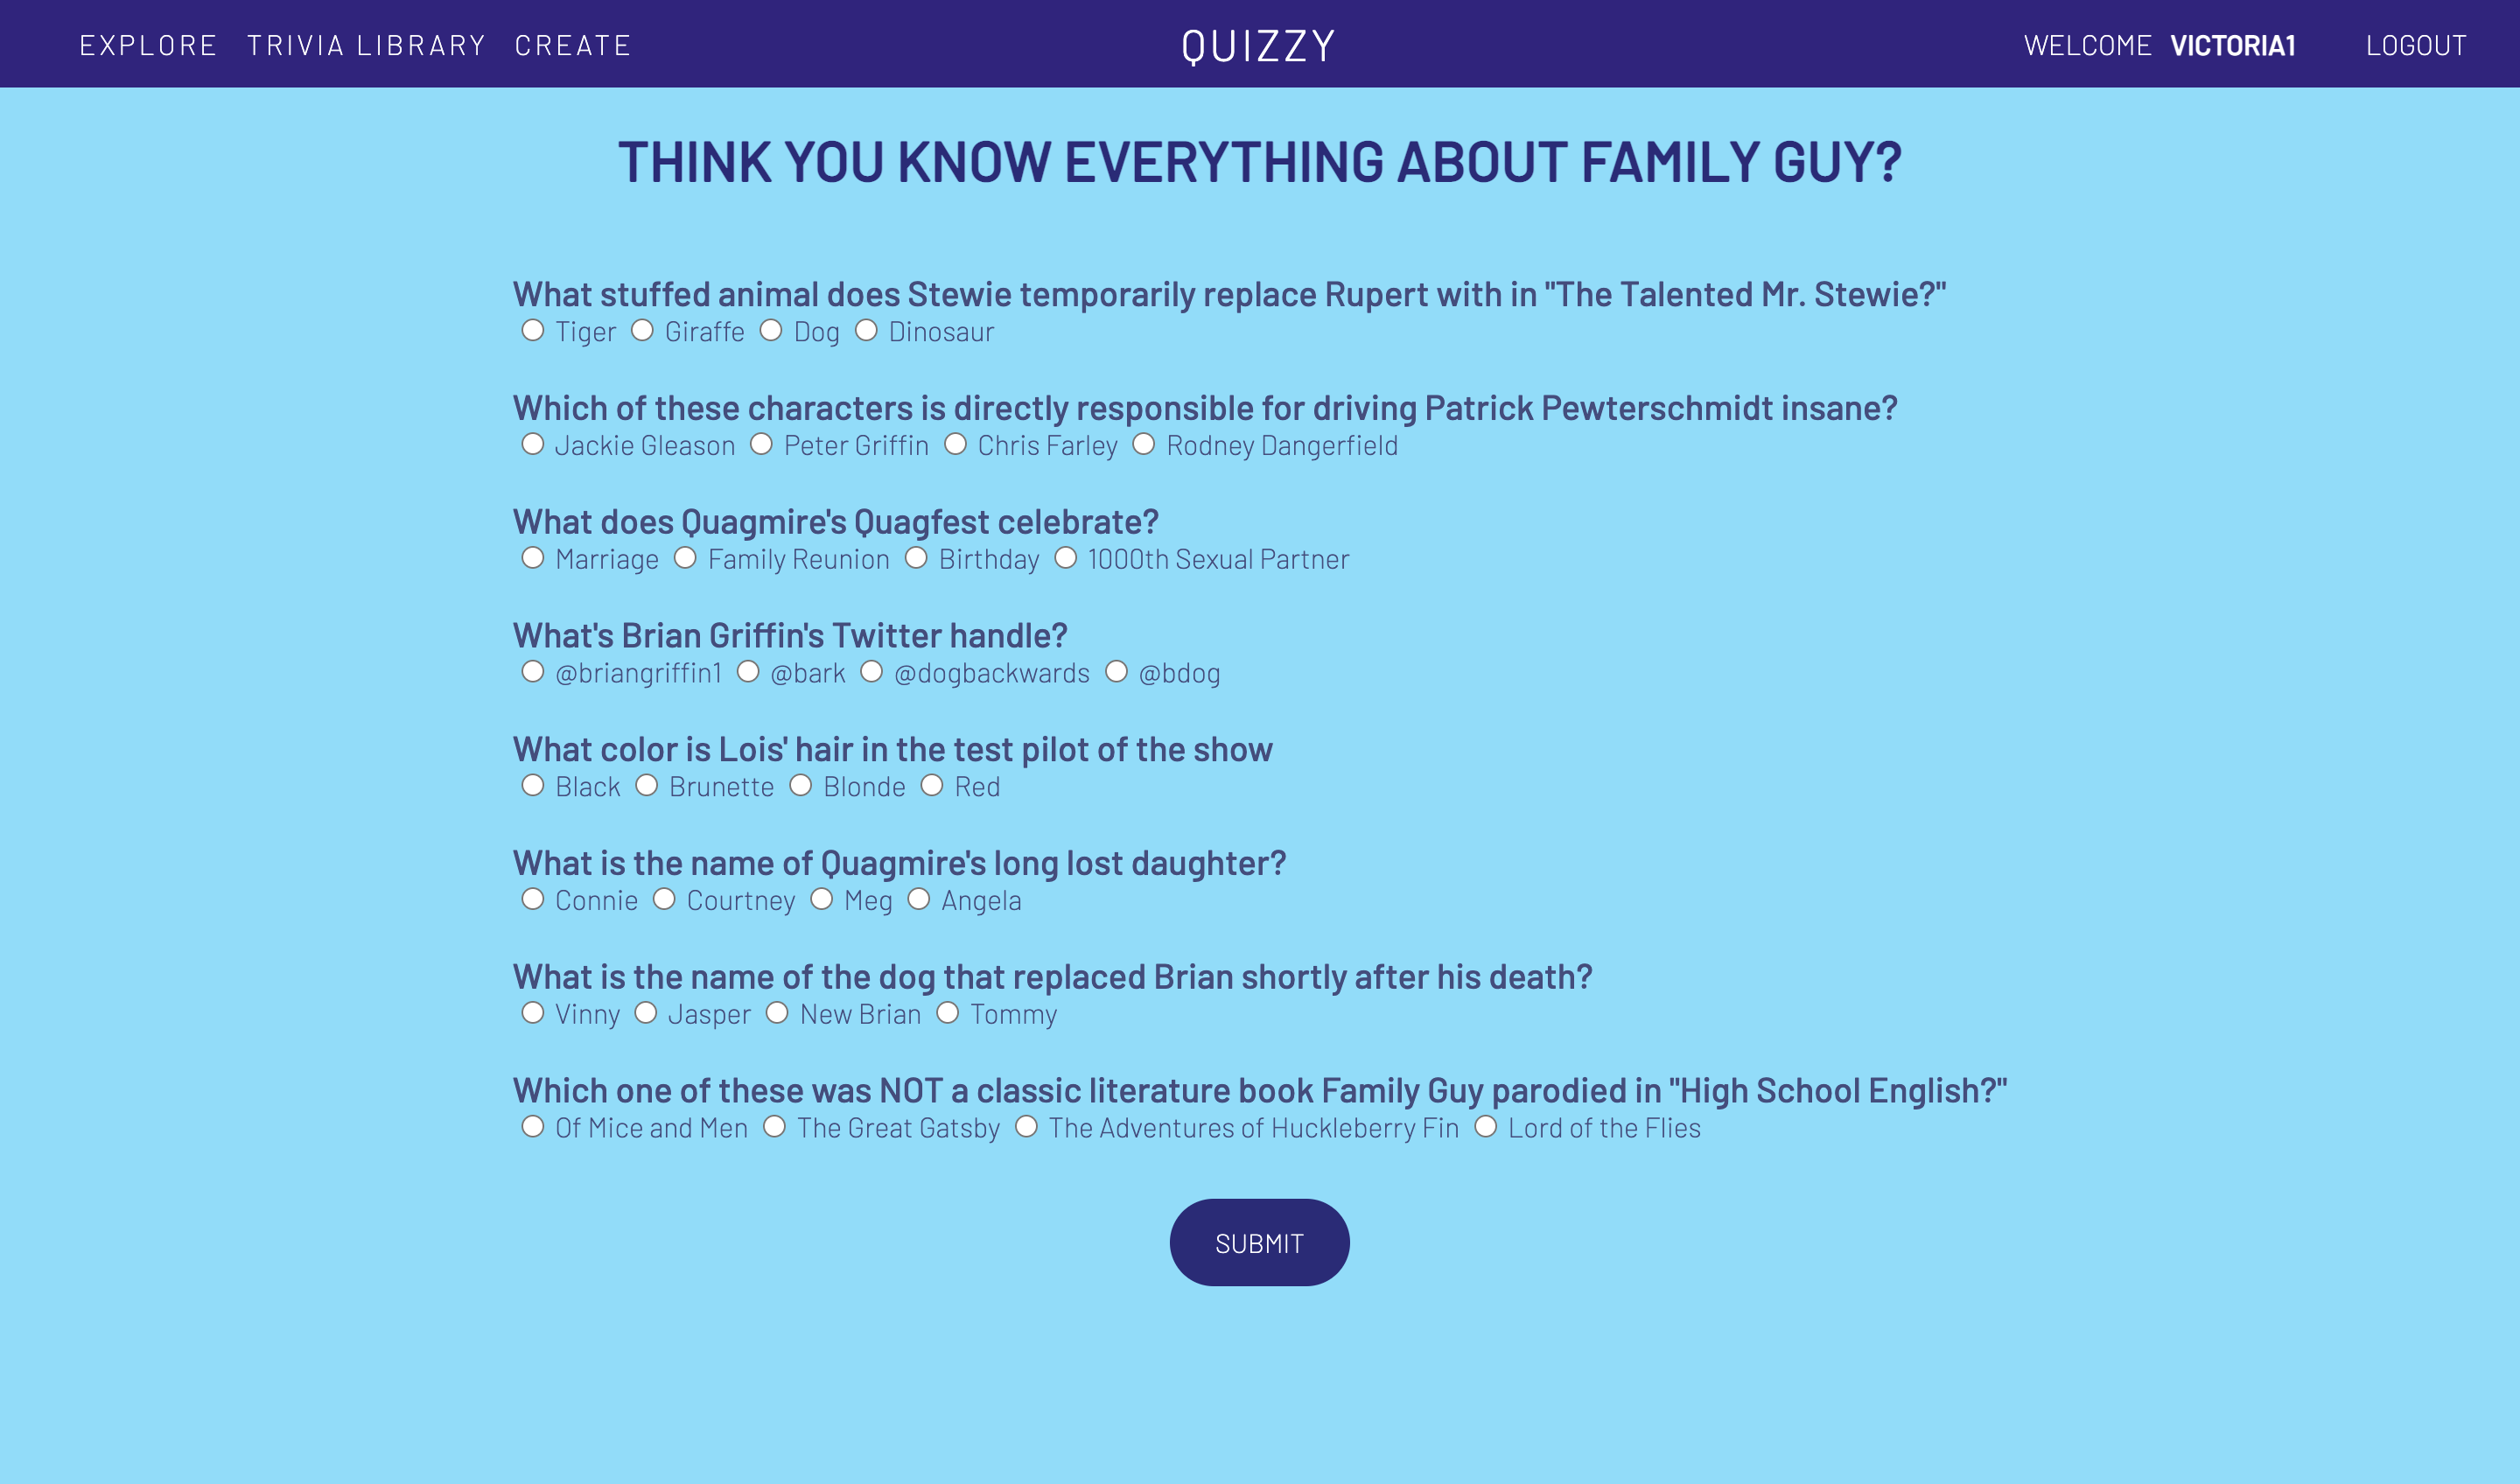 EXPLORE TRIVIA LIBRARY CREATE QUIZZY WELCOME VICTORIA1 LOGOUT
THINK YOU KNOW EVERYTHING ABOUT FAMILY GUY?
What stuffed animal does Stewie temporarily replace Rupert with in "The Talented Mr. Stewie?"
Tiger Giraffe Dog Dinosaur
Which of these characters is directly responsible for driving Patrick Pewterschmidt insane?
Jackie Gleason Peter Griffin Chris Farley Rodney Dangerfield
What does Quagmire's Quagfest celebrate?
Marriage Family Reunion Birthday 1000th Sexual Partner
What's Brian Griffin's Twitter handle?
@briangriffin1 @bark @dogbackwards @bdog
What color is Lois' hair in the test pilot of the show
Black Brunette Blonde Red
What is the name of Quagmire's long lost daughter?
Connie Courtney Meg Angela
What is the name of the dog that replaced Brian shortly after his death?
Vinny Jasper New Brian Tommy
Which one of these was NOT a classic literature book Family Guy parodied in "High School English?"
Of Mice and Men The Great Gatsby The Adventures of Huckleberry Fin Lord of the Flies
SUBMIT